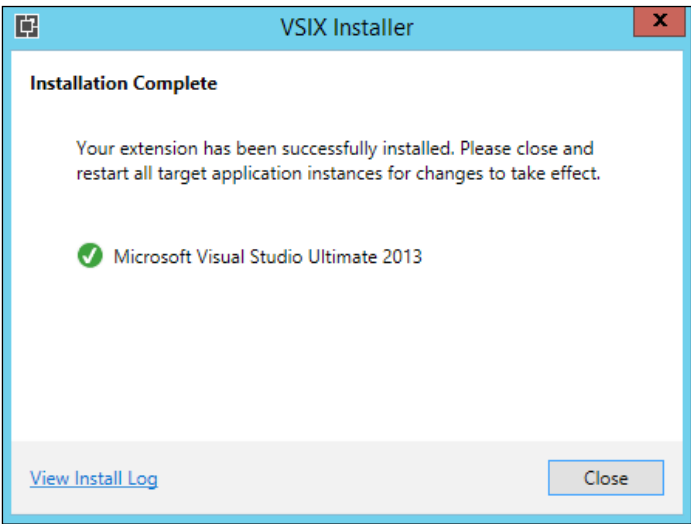 VSIX Installer
x
Installation Complete
Your extension has been successfully installed. Please close and
restart all target application instances for changes to take effect.
Microsoft Visual Studio Ultimate 2013
View Install Log
Close